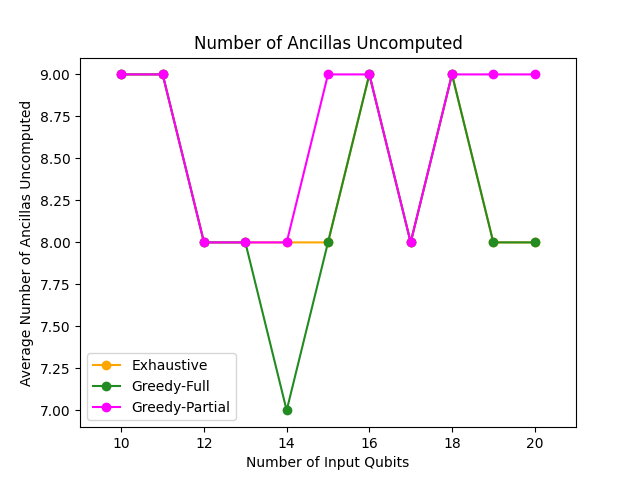 Number of Ancillas Uncomputed
Average Number of Ancillas Uncomputed
9.00
8.75
8.50
8.25
8.00
7.75
7.50
7.25
7.00
Exhaustive
Greedy-Full
Greedy-Partial
10 12 14 16 18 20
Number of Input Qubits